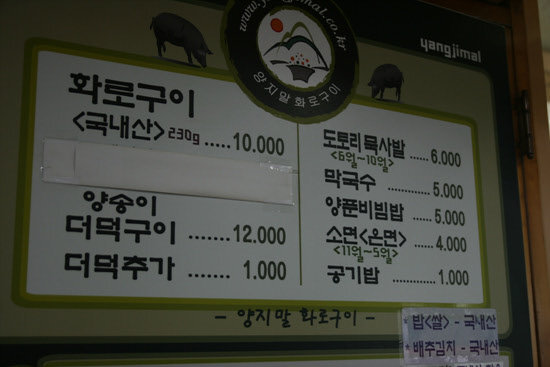 www.yangjimal.co.kr
양지말 화로구이
yangjimal
화로구이
<국내산> 230g ..... 10.000
양송이
더덕구이 ....... 12.000
더덕추가 ....... 1.000
도토리묵사발 ...... 6.000
<6월~10월>
막국수 ...... 5.000
양푼비빔밥 ..... 5.000
소면<온면> ...... 4.000
<11월~5월>
공기밥 ............ 1.000
- 양지말 화로구이 -
* 밥<쌀> - 국내산
* 배추김치 - 국내산